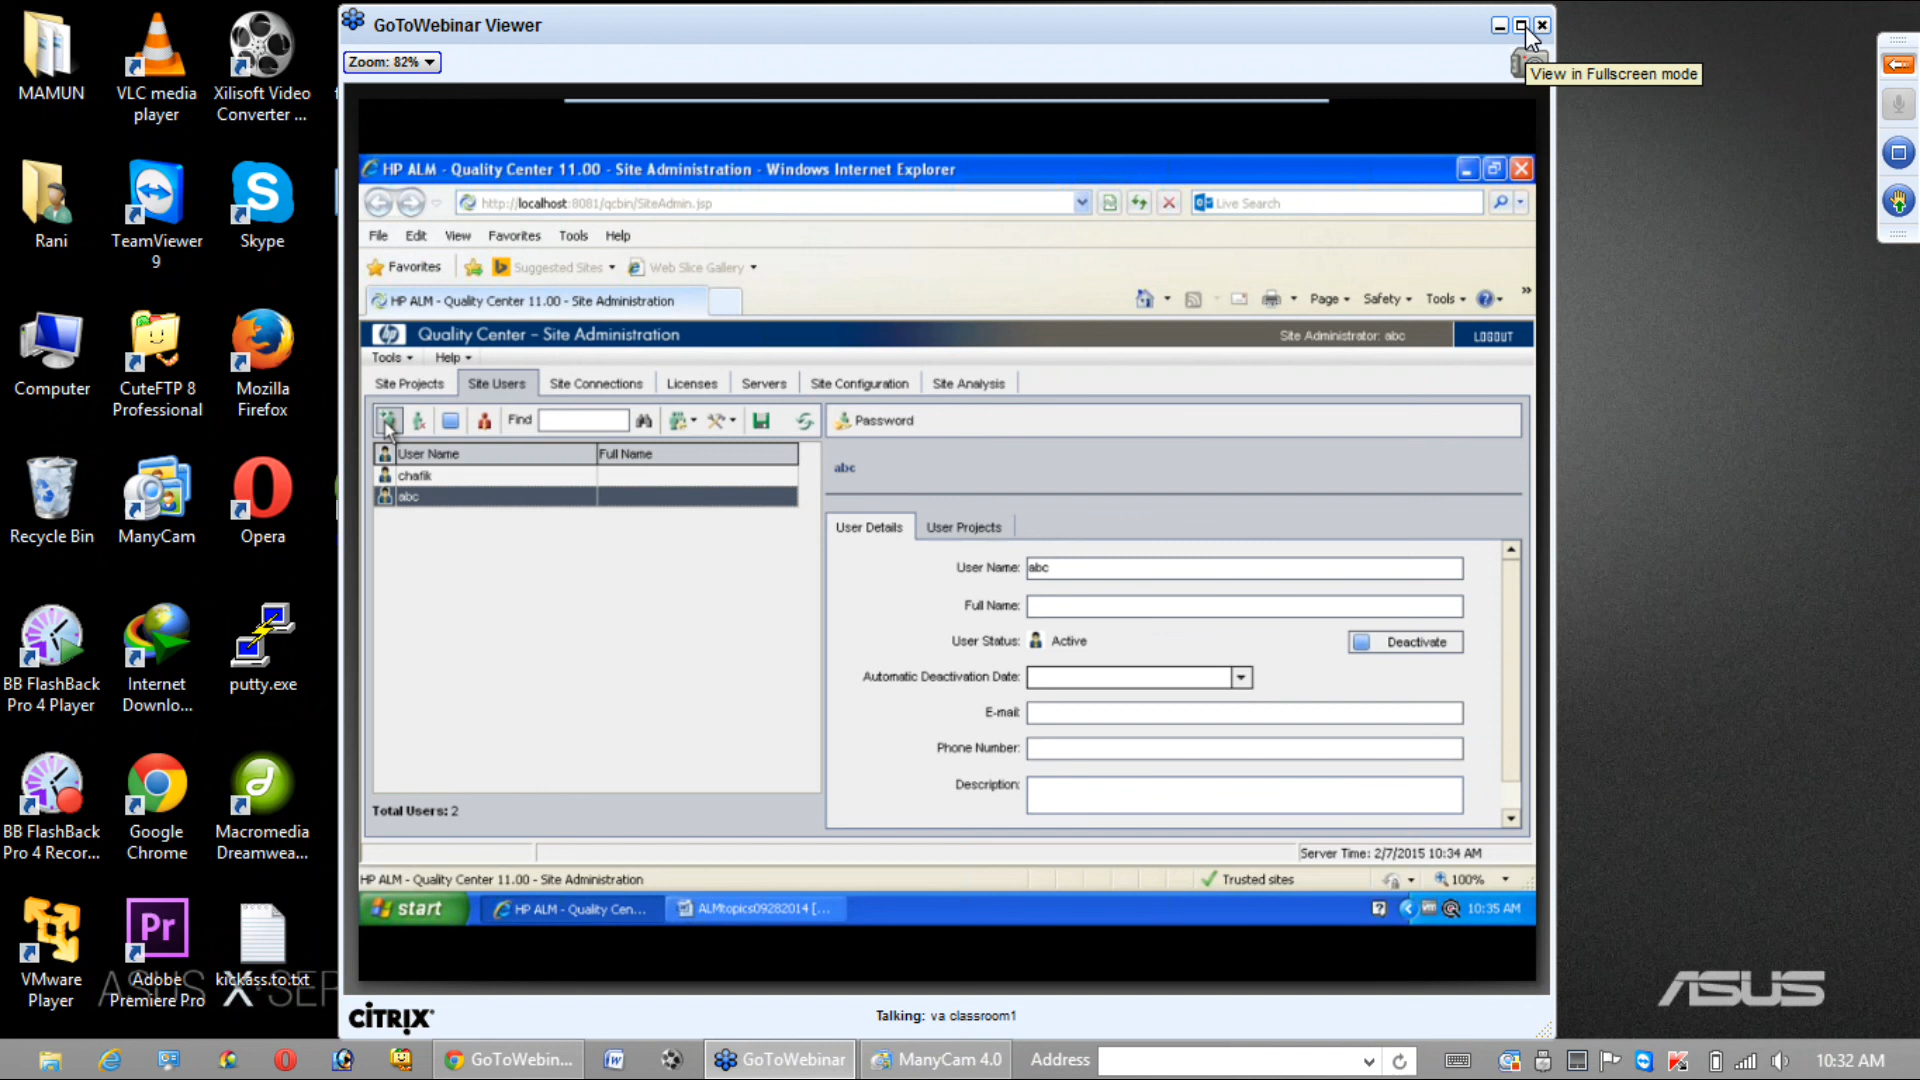 GoToWebinar Viewer
Zoom: 82%
View in Fullscreen mode
MAMUN
VLC media
player
Xilisoft Video
Converter ...
Rani
TeamViewer
9
Skype
Computer
CuteFTP 8
Professional
Mozilla
Firefox
Recycle Bin
ManyCam
Opera
BB FlashBack
Pro 4 Player
Internet
Downlo...
putty.exe
BB FlashBack
Pro 4 Recor...
Google
Chrome
Macromedia
Dreamwea...
VMware
Player
Adobe
Premiere Pro
kickass.to.txt
ASUS X-SER
HP ALM - Quality Center 11.00 - Site Administration - Windows Internet Explorer
http://localhost:8081/qcbin/SiteAdmin.jsp
Live Search
File Edit View Favorites Tools Help
Favorites
Suggested Sites
Web Slice Gallery
HP ALM - Quality Center 11.00 - Site Administration
Page
Safety
Tools
hp
Quality Center – Site Administration
Site Administrator: abc
LOGOUT
Tools
Help
Site Projects
Site Users
Site Connections
Licenses
Servers
Site Configuration
Site Analysis
Find
Password
User Name
Full Name
chafik
abc
Total Users: 2
abc
User Details
User Projects
User Name: abc
Full Name:
User Status: Active
Deactivate
Automatic Deactivation Date:
E-mail:
Phone Number:
Description:
Server Time: 2/7/2015 10:34 AM
HP ALM - Quality Center 11.00 - Site Administration
Trusted sites
100%
start
HP ALM - Quality Cen...
ALMtopics09282014 [...
10:35 AM
CITRIX
Talking: va classroom1
ASUS
GoToWebin...
GoToWebinar
ManyCam 4.0
Address
10:32 AM